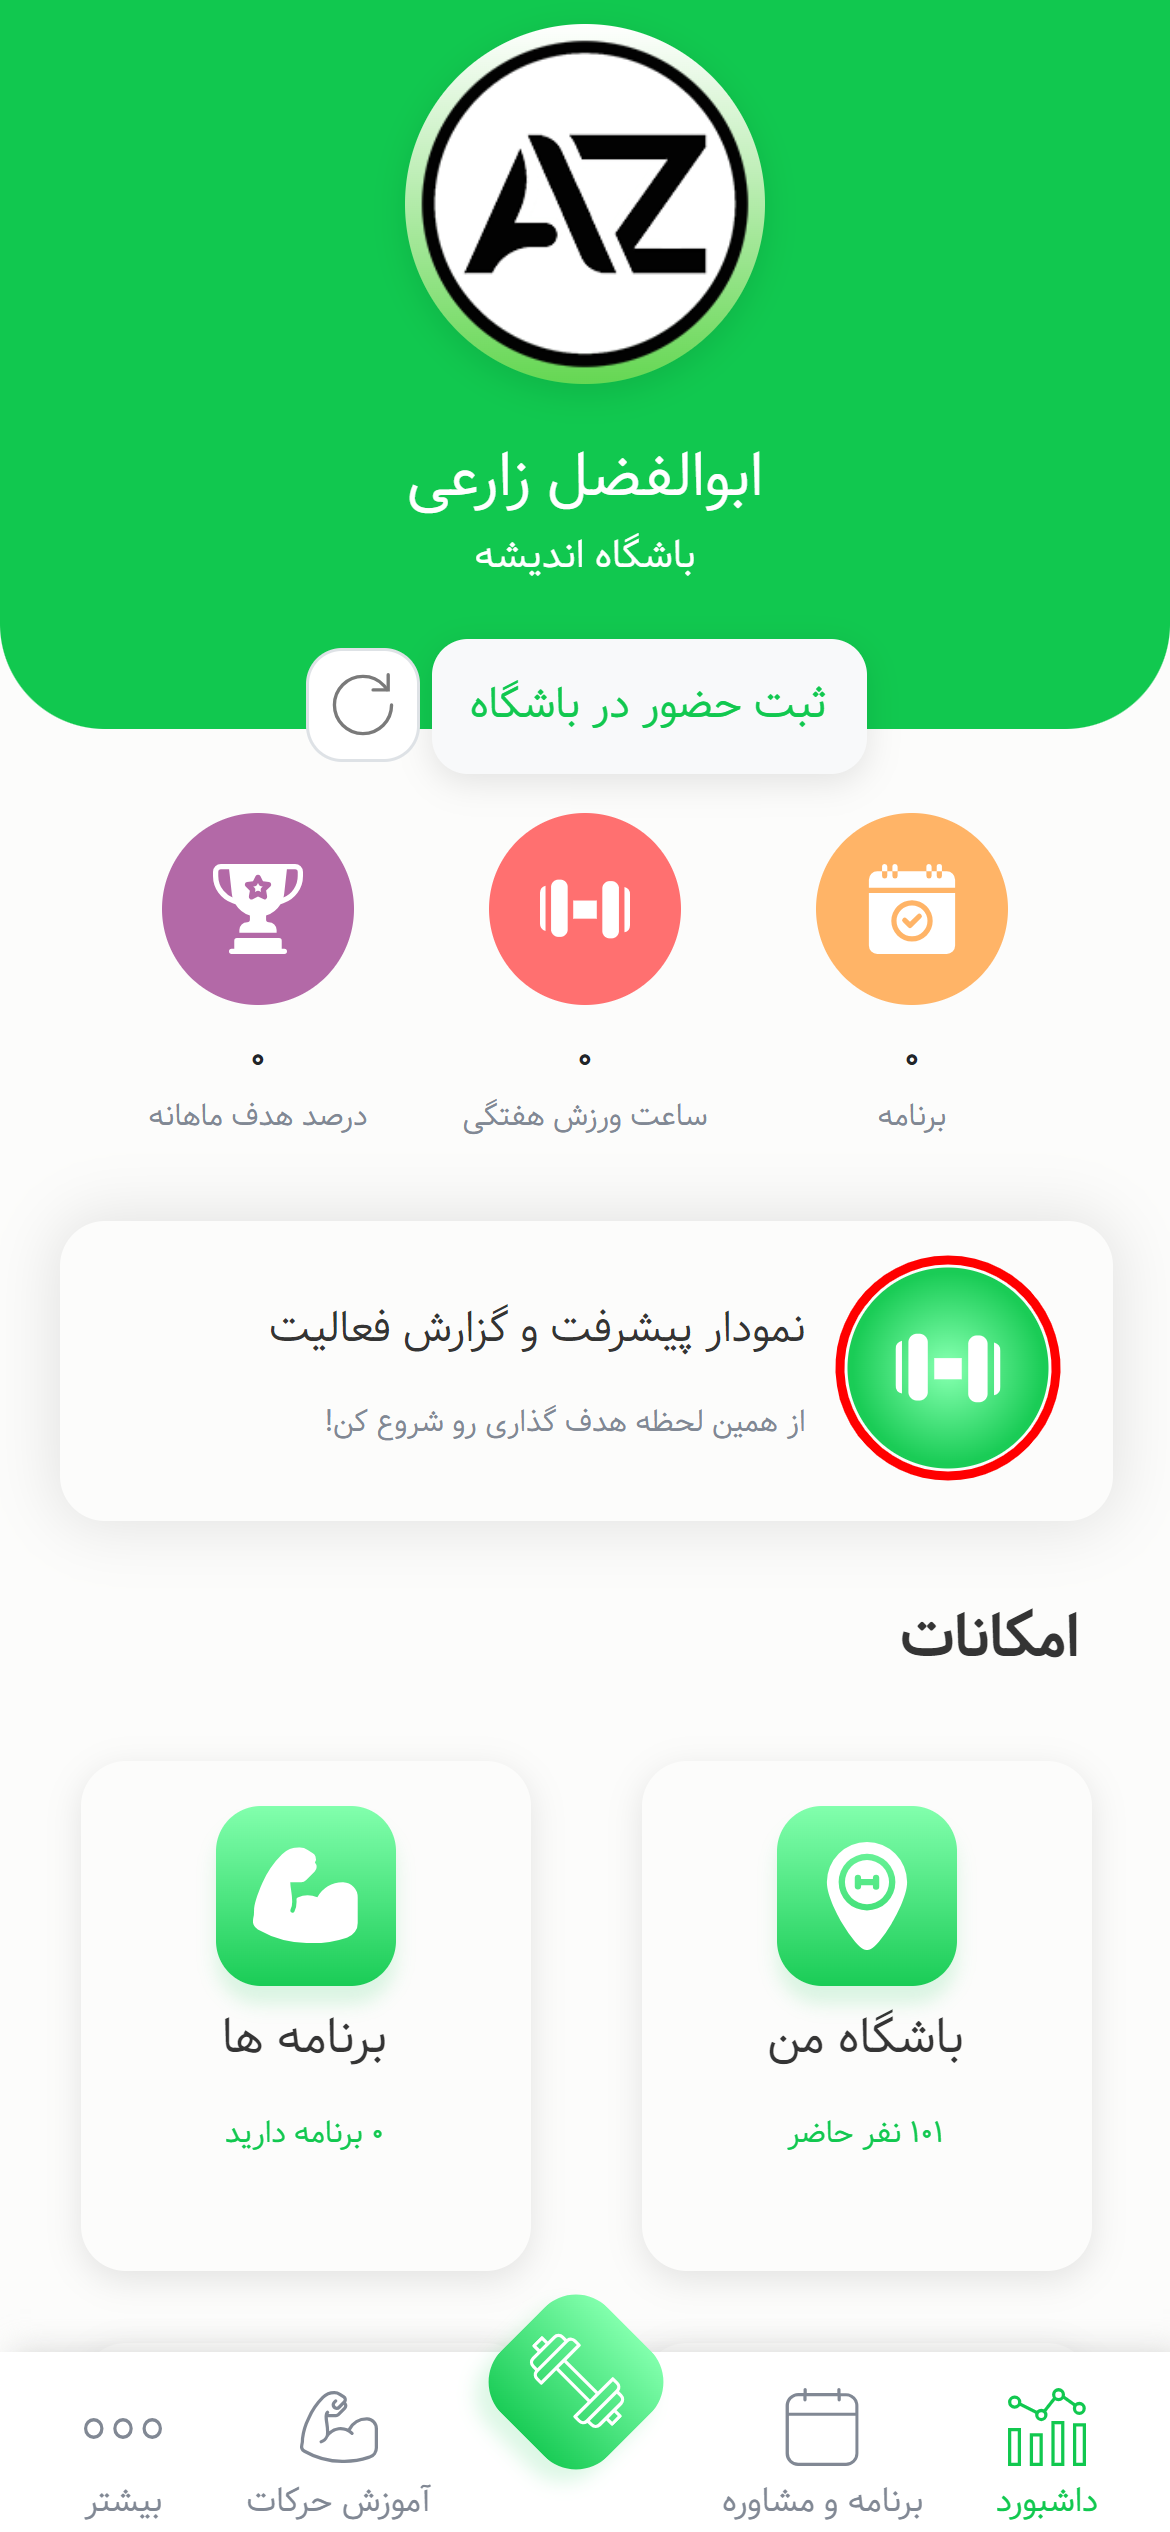 AZ
ابوالفضل زارعی
باشگاه اندیشه
ثبت حضور در باشگاه
۰
برنامه
۰
ساعت ورزش هفتگی
۰
درصد هدف ماهانه
نمودار پیشرفت و گزارش فعالیت
از همین لحظه هدف گذاری رو شروع کن!
امکانات
باشگاه من
۱۰۱ نفر حاضر
برنامه ها
۰ برنامه دارید
داشبورد
برنامه و مشاوره
آموزش حرکات
بیشتر